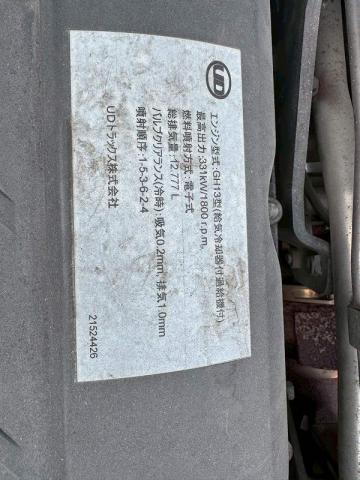 UD
エンジン型式:GH13型(給気冷却器付過給機付)
最高出力:331kW/1800r.p.m.
燃料噴射方式:電子式
総排気量:12.777 L
バルブクリアランス(冷時):吸気0.2mm, 排気1.0mm
噴射順序:1-5-3-6-2-4
UDトラックス株式会社
21524426